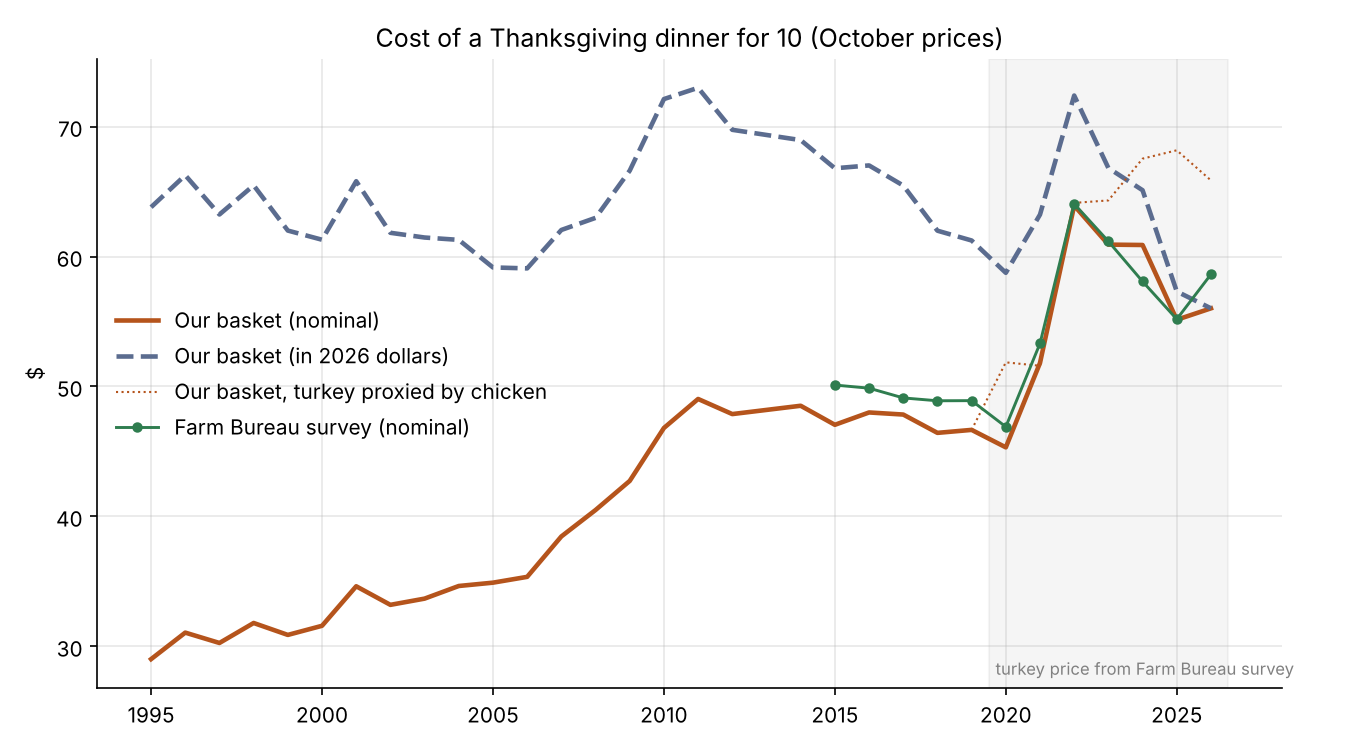 Cost of a Thanksgiving dinner for 10 (October prices)
$
70
60
50
40
30
Our basket (nominal)
Our basket (in 2026 dollars)
Our basket, turkey proxied by chicken
Farm Bureau survey (nominal)
turkey price from Farm Bureau survey
1995 2000 2005 2010 2015 2020 2025